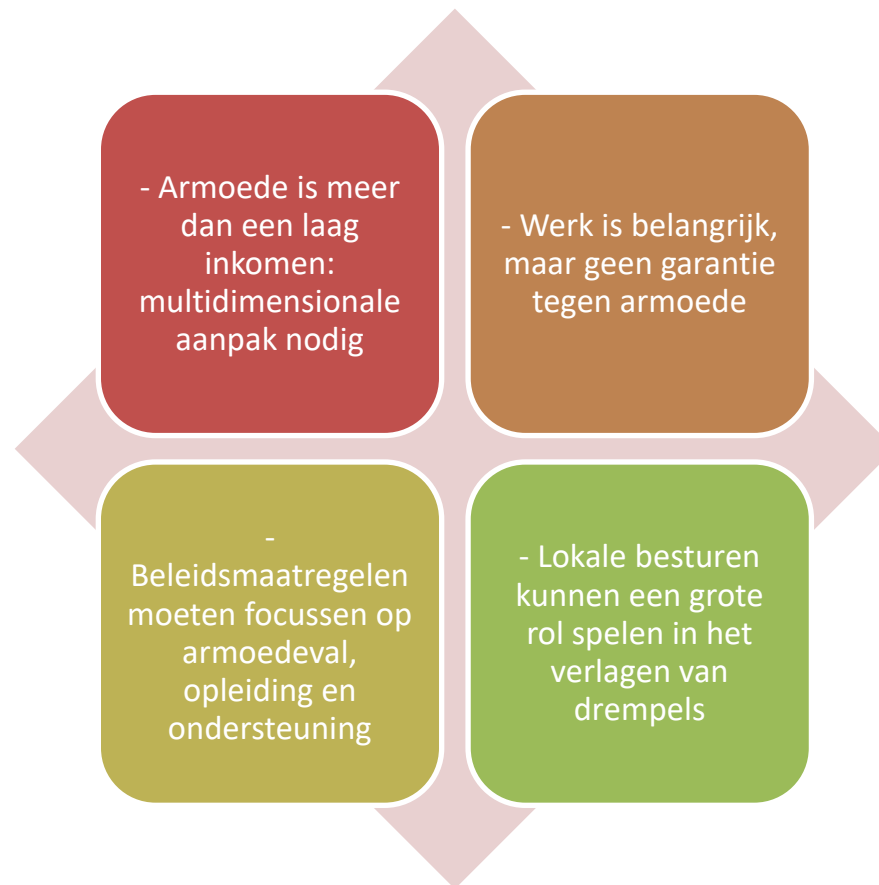 - Armoede is meer
dan een laag
inkomen:
multidimensionale
aanpak nodig
- Werk is belangrijk,
maar geen garantie
tegen armoede
-
Beleidsmaatregelen
moeten focussen op
armoedeval,
opleiding en
ondersteuning
- Lokale besturen
kunnen een grote
rol spelen in het
verlagen van
drempels